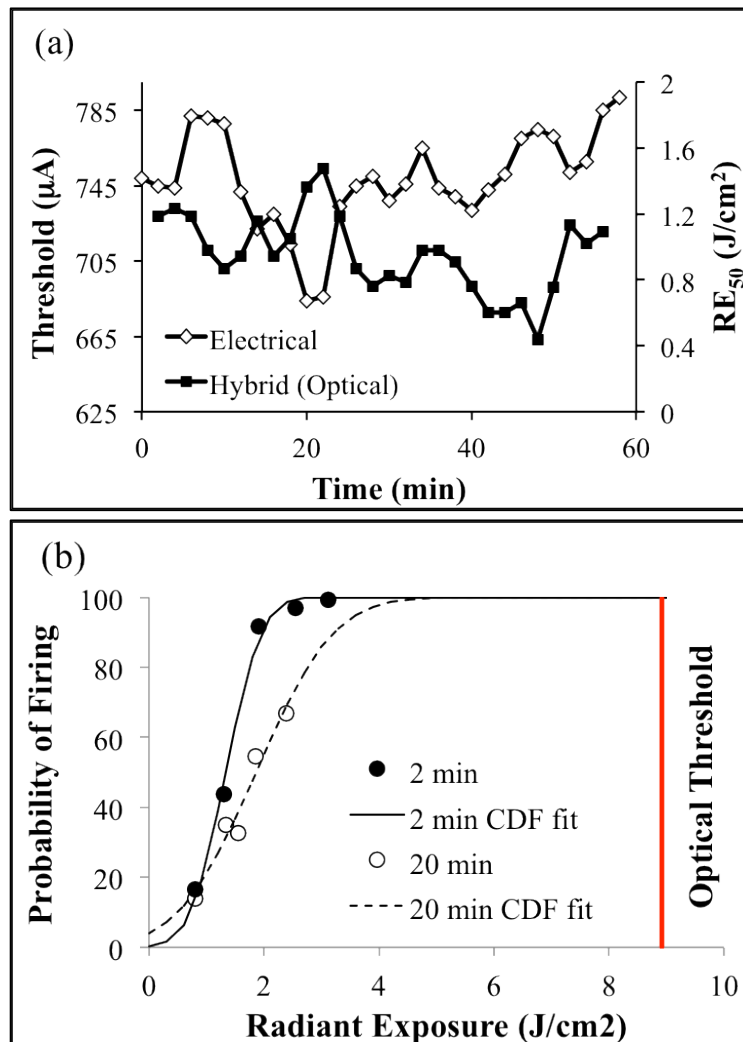 (a)
Threshold (μA)
785
745
705
665
625
2
1.6
1.2
0.8
0.4
0
RE50 (J/cm2)
Electrical
Hybrid (Optical)
0
20
40
60
Time (min)
(b)
Probability of Firing
100
80
60
40
20
0
2 min
2 min CDF fit
20 min
20 min CDF fit
Optical Threshold
0
2
4
6
8
10
Radiant Exposure (J/cm2)